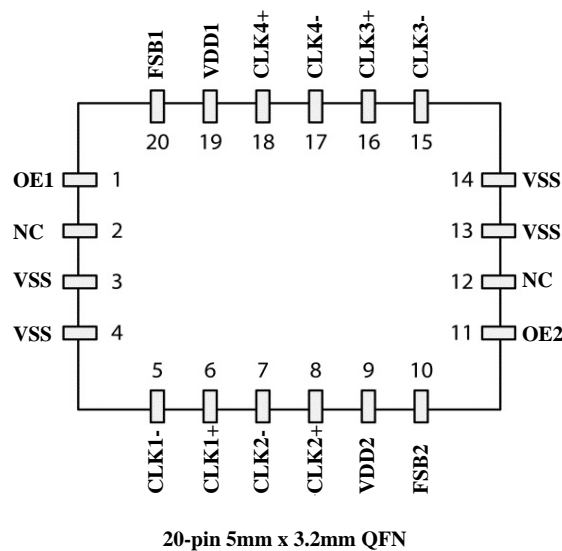 FSB1 VDD1 CLK4+ CLK4- CLK3+ CLK3-
20 19 18 17 16 15
OE1 1 14 VSS
NC 2 13 VSS
VSS 3 12 NC
VSS 4 11 OE2
5 6 7 8 9 10
CLK1- CLK1+ CLK2- CLK2+ VDD2 FSB2
20-pin 5mm x 3.2mm QFN